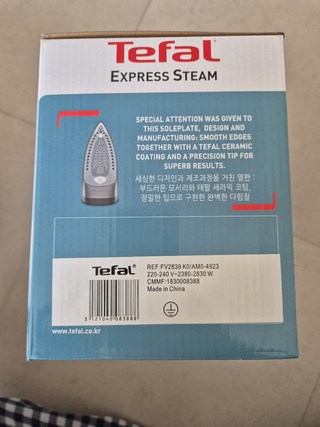 Tefal
EXPRESS STEAM
SPECIAL ATTENTION WAS GIVEN TO
THIS SOLEPLATE, DESIGN AND
MANUFACTURING: SMOOTH EDGES
TOGETHER WITH A TEFAL CERAMIC
COATING AND A PRECISION TIP FOR
SUPERB RESULTS.
세심한 디자인과 제조과정을 거친 열판 :
부드러운 모서리와 테팔 세라믹 코팅,
정밀한 팁으로 구현한 완벽한 다림질
Tefal
REF:FV2839 K0/AM0-4923
220-240 V~2380-2830 W
CMMF:1830008388
Made in China
3 121040 083888
www.tefal.co.kr